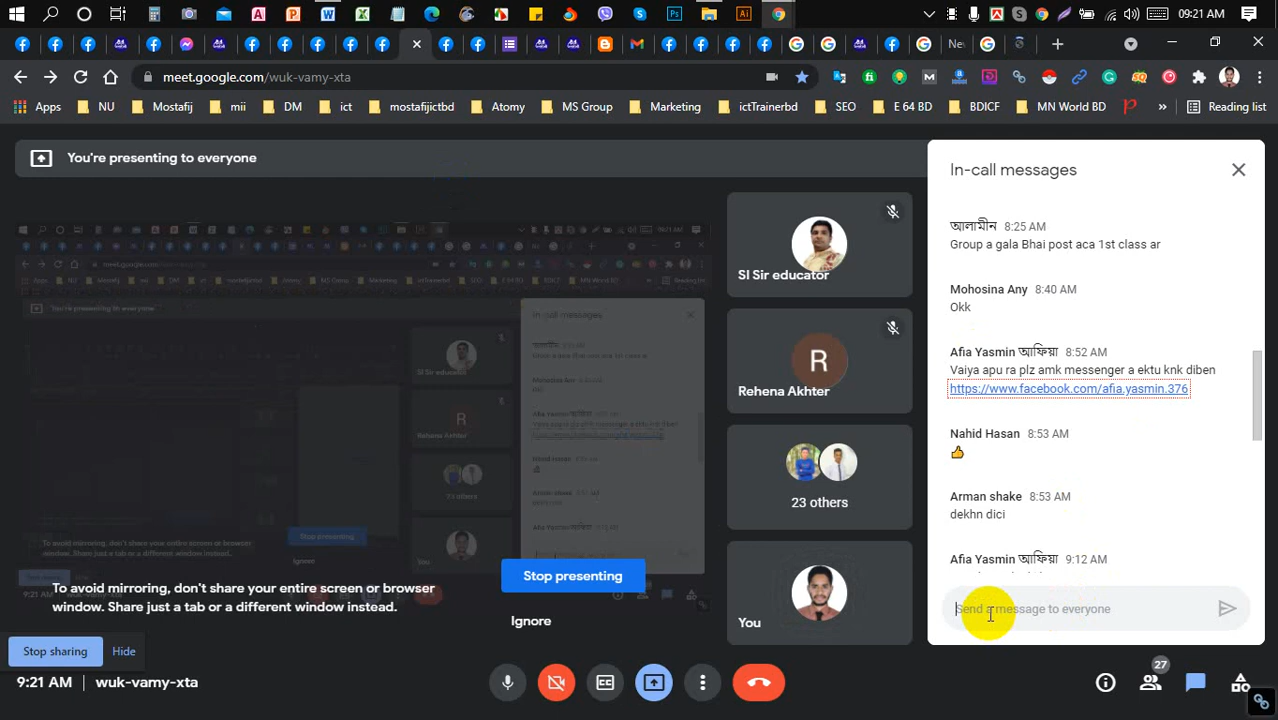 09:21 AM
Ne
meet.google.com/wuk-vamy-xta
Apps
NU
Mostafij
mii
DM
ict
mostafijictbd
Atomy
MS Group
Marketing
ictTrainerbd
SEO
E 64 BD
BDICF
MN World BD
»
Reading list
You're presenting to everyone
In-call messages
আলামীন 8:25 AM
Group a gala Bhai post aca 1st class ar
Mohosina Any 8:40 AM
Okk
Afia Yasmin আফিয়া 8:52 AM
Vaiya apu ra plz amk messenger a ektu knk diben
https://www.facebook.com/afia.yasmin.376
Nahid Hasan 8:53 AM
Arman shake 8:53 AM
dekhn dici
Afia Yasmin আফিয়া 9:12 AM
Send a message to everyone
SI Sir educator
R
Rehena Akhter
23 others
You
To avoid mirroring, don't share your entire screen or browser
window. Share just a tab or a different window instead.
Stop presenting
Ignore
Stop sharing
Hide
9:21 AM
wuk-vamy-xta
27